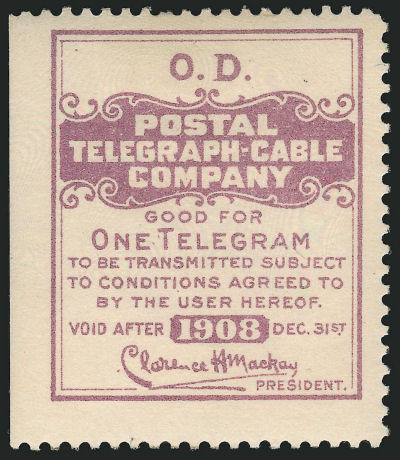 O. D.
POSTAL
TELEGRAPH-CABLE
COMPANY
GOOD FOR
ONE TELEGRAM
TO BE TRANSMITTED SUBJECT
TO CONDITIONS AGREED TO
BY THE USER HEREOF.
VOID AFTER 1908 DEC. 31ST
Clarence H Mackay
PRESIDENT.